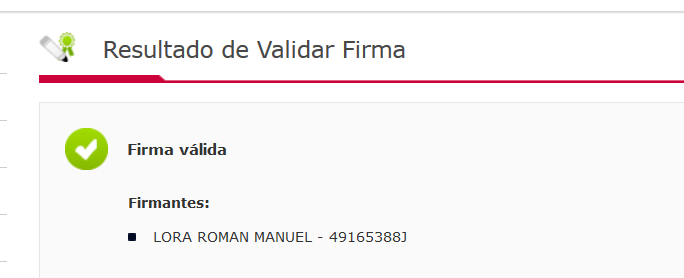 Resultado de Validar Firma
Firma válida
Firmantes:
LORA ROMAN MANUEL - 49165388J